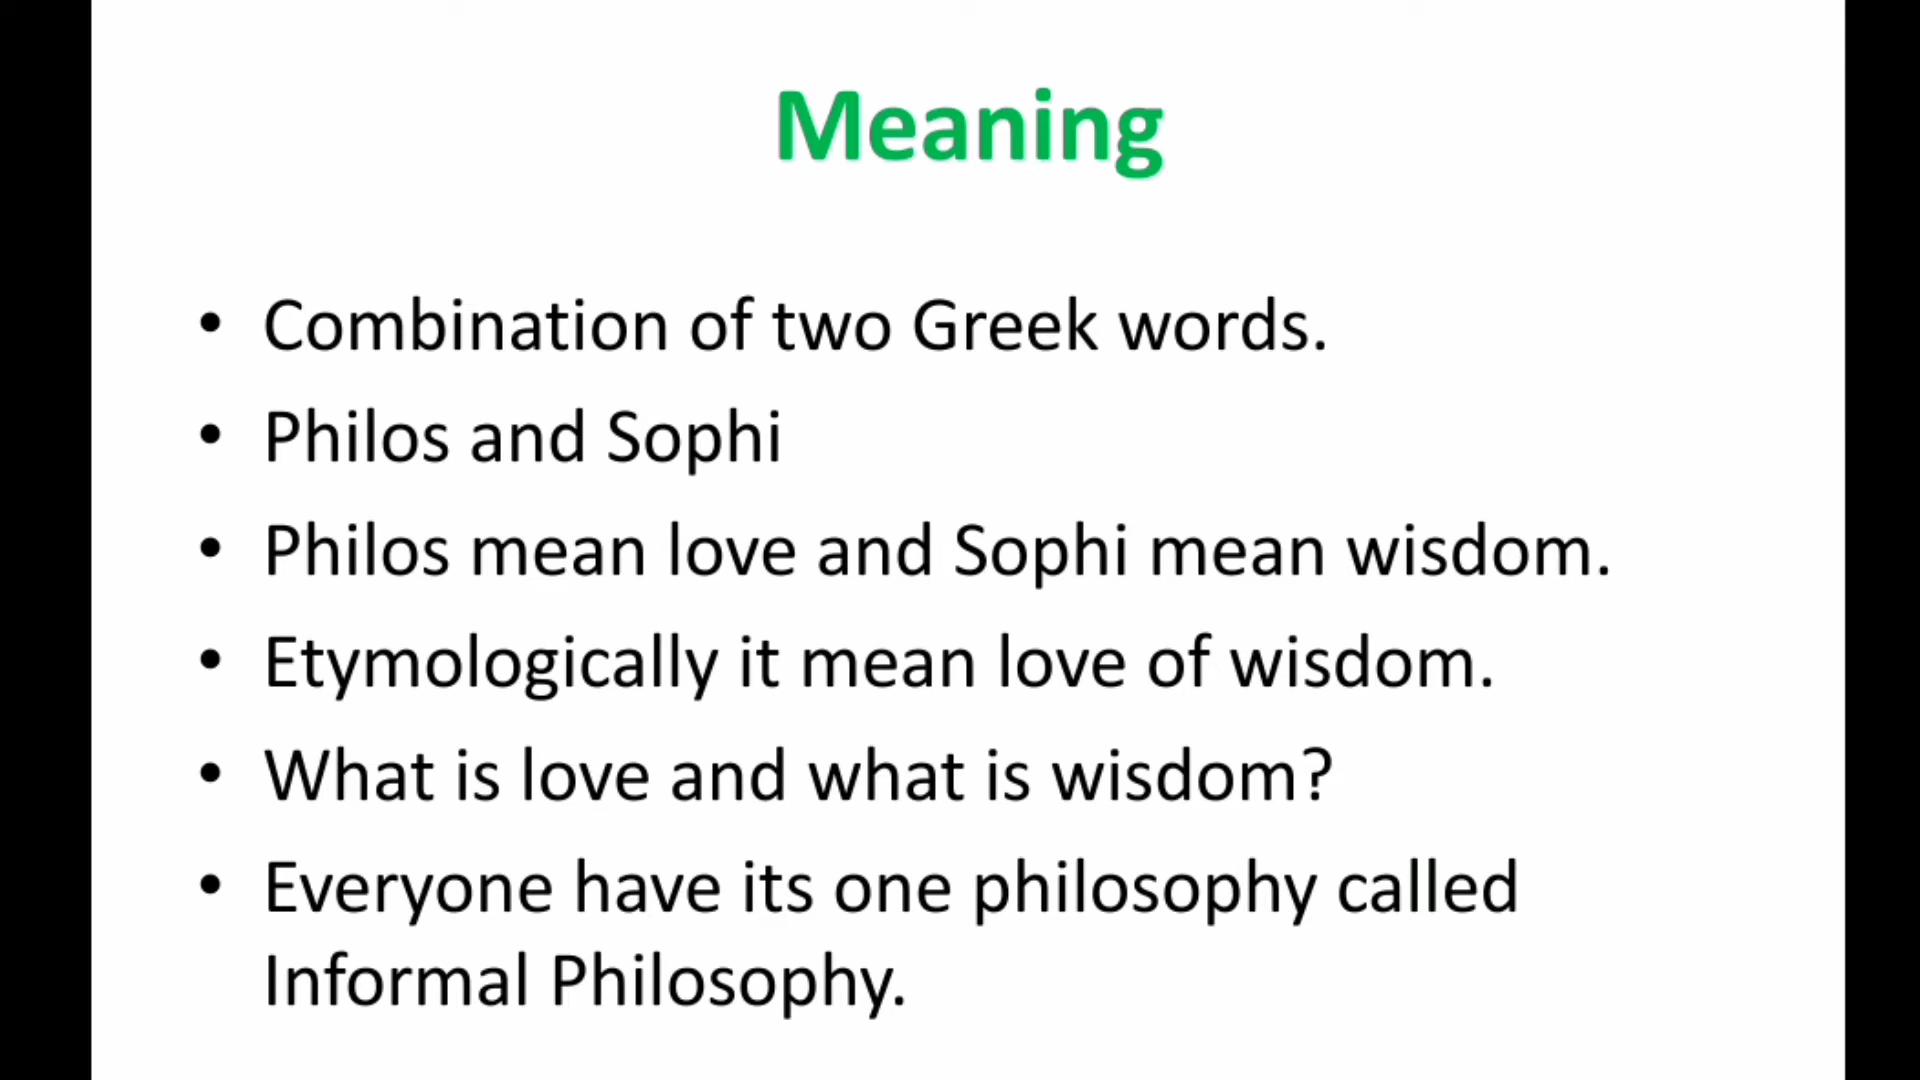 Meaning
• Combination of two Greek words.
• Philos and Sophi
• Philos mean love and Sophi mean wisdom.
• Etymologically it mean love of wisdom.
• What is love and what is wisdom?
• Everyone have its one philosophy called
Informal Philosophy.